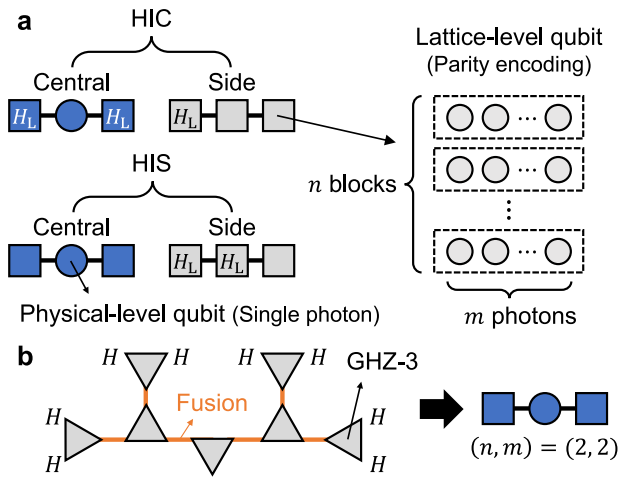 a
HIC
Central
Side
H_L
H_L
H_L
HIS
Central
Side
H_L
H_L
Physical-level qubit (Single photon)
Lattice-level qubit
(Parity encoding)
n blocks
...
...
⋮
...
m photons
b
H H H H
GHZ-3
Fusion
H H
H H
(n, m) = (2, 2)